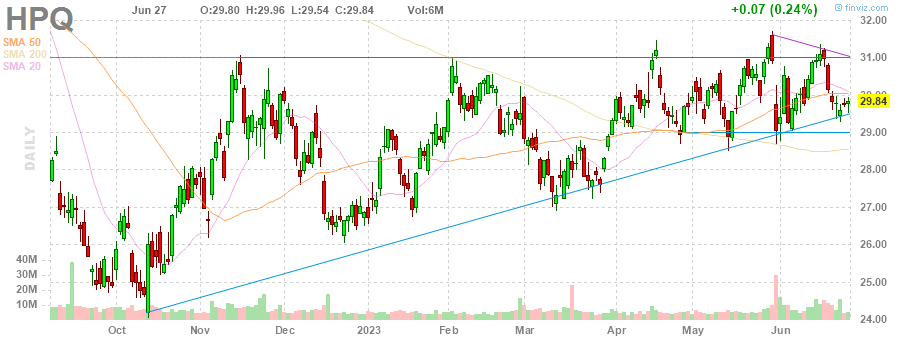 HPQ Jun 27 O:29.80 H:29.96 L:29.54 C:29.84 Vol:6M +0.07 (0.24%) © finviz.com
SMA 50
SMA 200
SMA 20
DAILY
32.00
31.00
30.00
29.84
29.00
28.00
27.00
26.00
25.00
24.00
40M
30M
20M
10M
Oct Nov Dec 2023 Feb Mar Apr May Jun